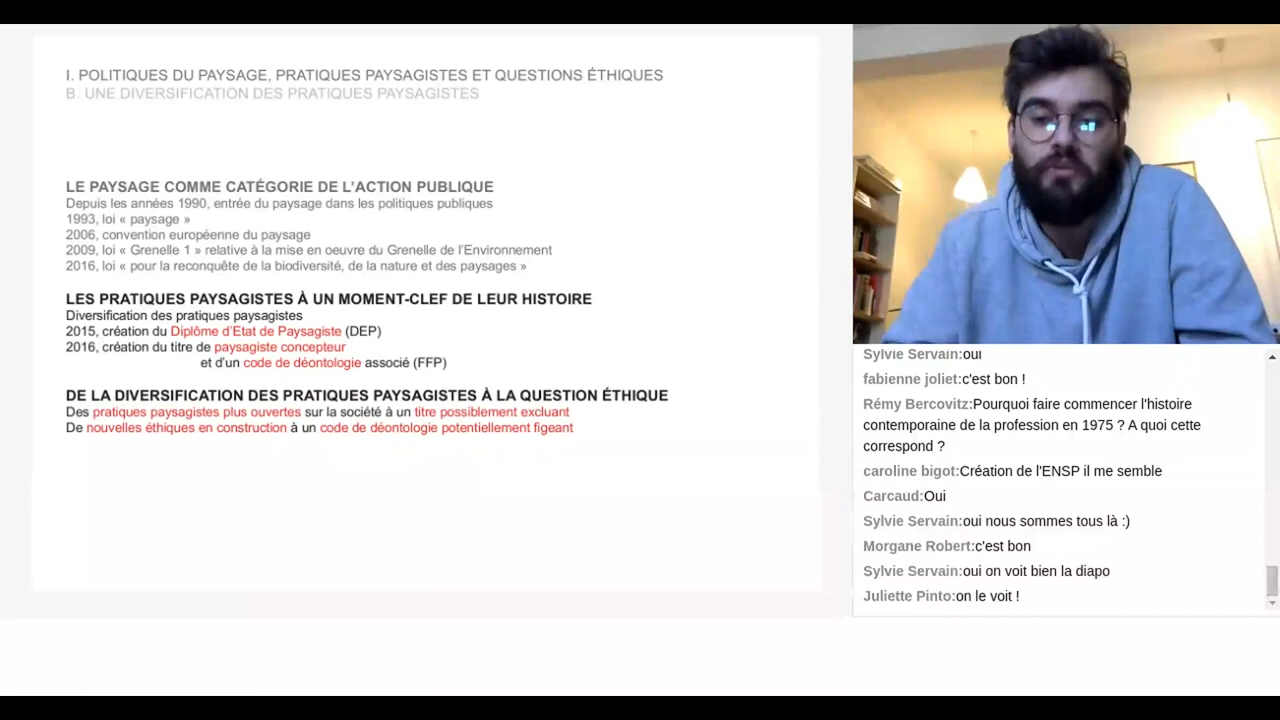 I. POLITIQUES DU PAYSAGE, PRATIQUES PAYSAGISTES ET QUESTIONS ÉTHIQUES
B. UNE DIVERSIFICATION DES PRATIQUES PAYSAGISTES
LE PAYSAGE COMME CATÉGORIE DE L'ACTION PUBLIQUE
Depuis les années 1990, entrée du paysage dans les politiques publiques
1993, loi « paysage »
2006, convention européenne du paysage
2009, loi « Grenelle 1 » relative à la mise en oeuvre du Grenelle de l'Environnement
2016, loi « pour la reconquête de la biodiversité, de la nature et des paysages »
LES PRATIQUES PAYSAGISTES À UN MOMENT-CLEF DE LEUR HISTOIRE
Diversification des pratiques paysagistes
2015, création du Diplôme d'Etat de Paysagiste (DEP)
2016, création du titre de paysagiste concepteur
et d'un code de déontologie associé (FFP)
DE LA DIVERSIFICATION DES PRATIQUES PAYSAGISTES À LA QUESTION ÉTHIQUE
Des pratiques paysagistes plus ouvertes sur la société à un titre possiblement excluant
De nouvelles éthiques en construction à un code de déontologie potentiellement figeant
Sylvie Servain:oui
fabienne joliet:c'est bon !
Rémy Bercovitz:Pourquoi faire commencer l'histoire
contemporaine de la profession en 1975 ? A quoi cette
correspond ?
caroline bigot:Création de l'ENSP il me semble
Carcaud:Oui
Sylvie Servain:oui nous sommes tous là :)
Morgane Robert:c'est bon
Sylvie Servain:oui on voit bien la diapo
Juliette Pinto:on le voit !